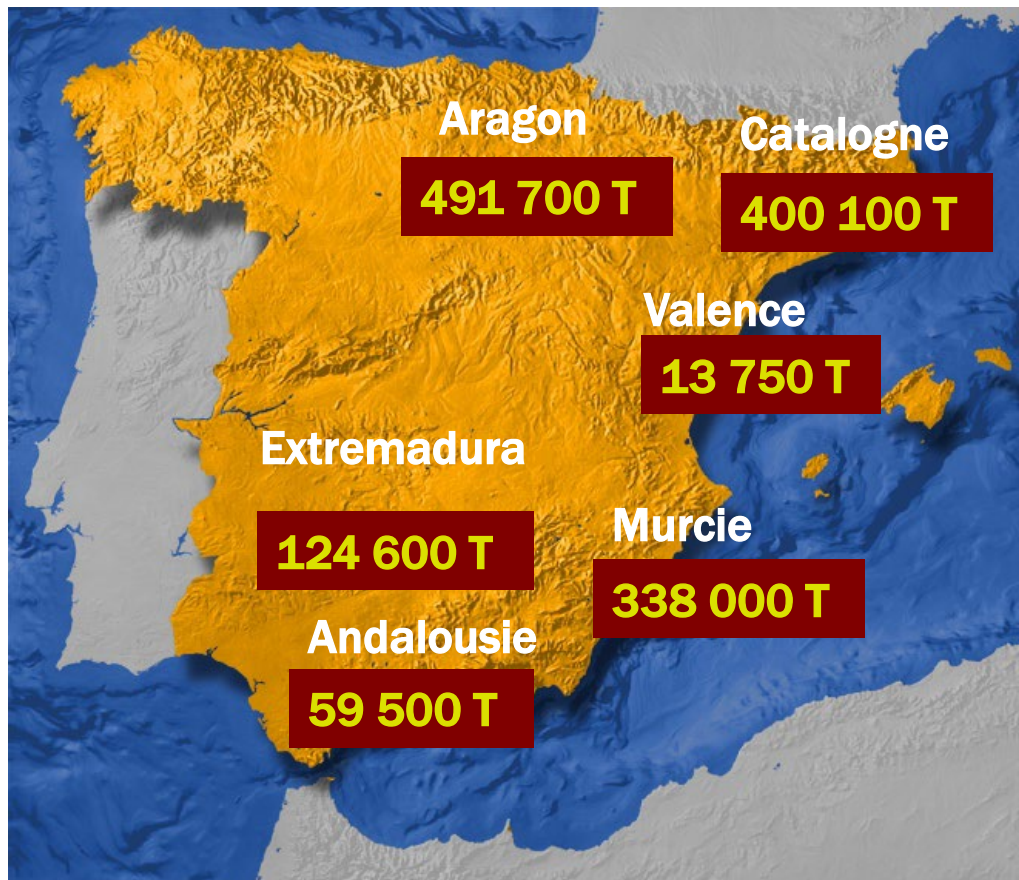 Aragon
491 700 T
Catalogne
400 100 T
Valence
13 750 T
Extremadura
124 600 T
Murcie
338 000 T
Andalousie
59 500 T